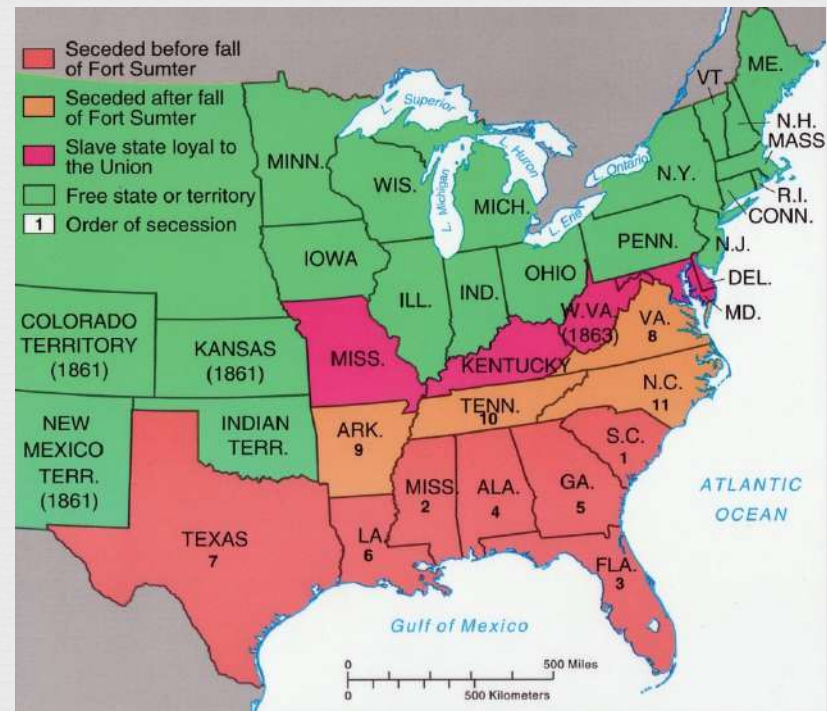 Seceded before fall
of Fort Sumter
Seceded after fall
of Fort Sumter
Slave state loyal to
the Union
Free state or territory
1 Order of secession
L. Superior
L. Michigan
L. Huron
L. Erie
L. Ontario
MINN.
WIS.
MICH.
IOWA
ILL.
IND.
OHIO
PENN.
N.Y.
VT.
ME.
N.H.
MASS
R.I.
CONN.
N.J.
DEL.
MD.
W.VA.
(1863)
VA.
8
COLORADO
TERRITORY
(1861)
KANSAS
(1861)
MISS.
KENTUCKY
NEW
MEXICO
TERR.
(1861)
INDIAN
TERR.
ARK.
9
TENN.
10
N.C.
11
S.C.
1
TEXAS
7
LA.
6
MISS.
2
ALA.
4
GA.
5
FLA.
3
ATLANTIC
OCEAN
Gulf of Mexico
0 500 Miles
0 500 Kilometers